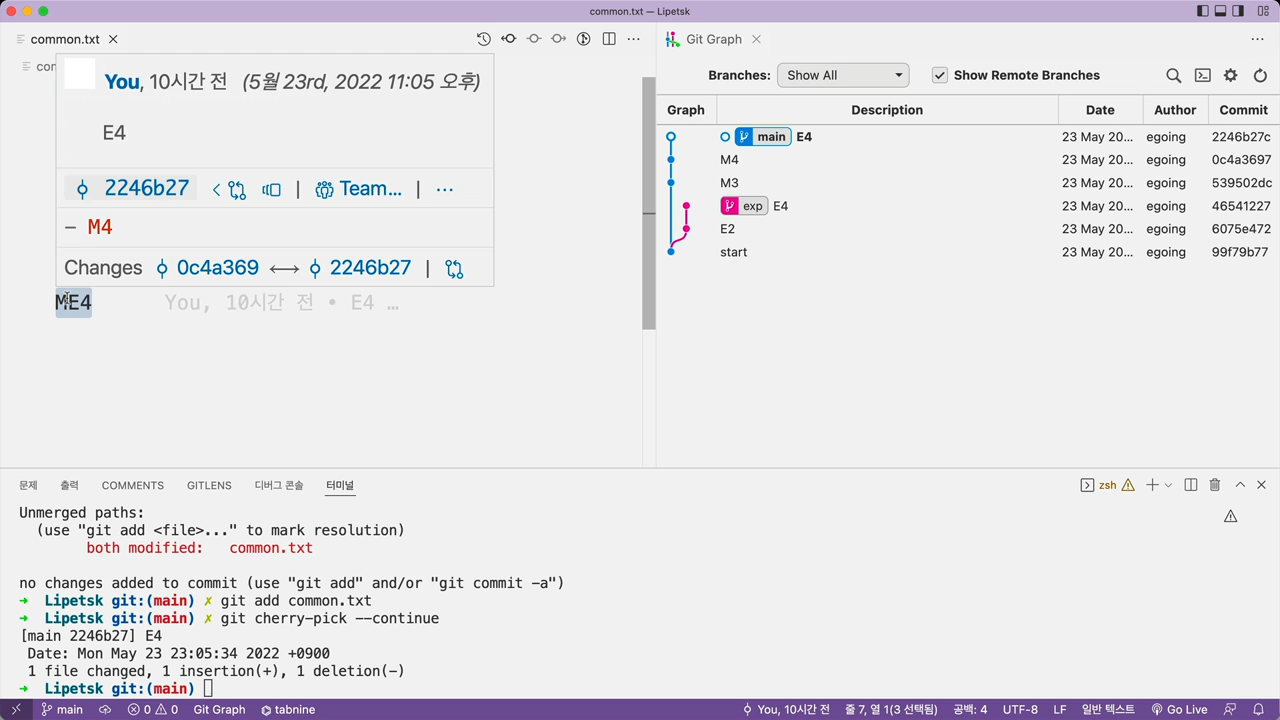 common.txt — Lipetsk
common.txt
Git Graph
com
You, 10시간 전 (5월 23rd, 2022 11:05 오후)
E4
2246b27 | Team... | ...
– M4
Changes 0c4a369 ⟷ 2246b27 |
ME4 You, 10시간 전 • E4 …
Branches: Show All Show Remote Branches
Graph Description Date Author Commit
main E4 23 May 20... egoing 2246b27c
M4 23 May 20... egoing 0c4a3697
M3 23 May 20... egoing 539502dc
exp E4 23 May 20... egoing 46541227
E2 23 May 20... egoing 6075e472
start 23 May 20... egoing 99f79b77
문제 출력 COMMENTS GITLENS 디버그 콘솔 터미널
zsh
Unmerged paths:
(use "git add <file>..." to mark resolution)
both modified: common.txt
no changes added to commit (use "git add" and/or "git commit -a")
➜ Lipetsk git:(main) ✗ git add common.txt
➜ Lipetsk git:(main) ✗ git cherry-pick --continue
[main 2246b27] E4
Date: Mon May 23 23:05:34 2022 +0900
1 file changed, 1 insertion(+), 1 deletion(-)
➜ Lipetsk git:(main)
main 0 0 Git Graph tabnine You, 10시간 전 줄 7, 열 1(3 선택됨) 공백: 4 UTF-8 LF 일반 텍스트 Go Live